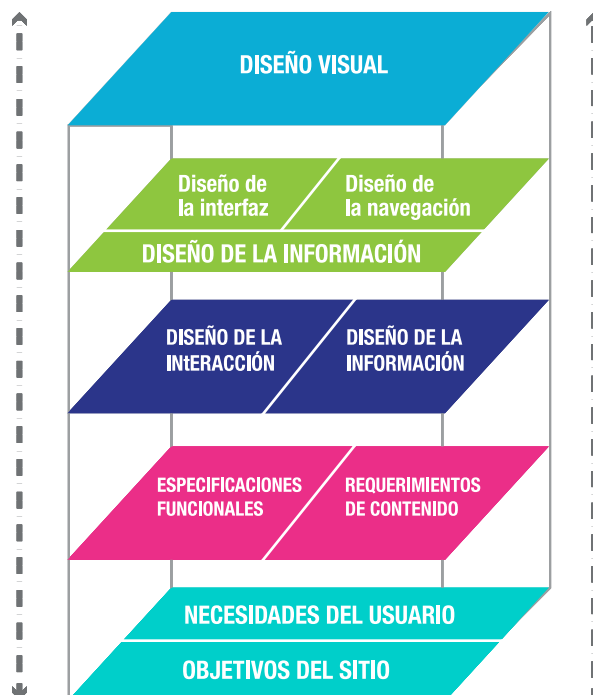 DISEÑO VISUAL
Diseño de
la interfaz
Diseño de
la navegación
DISEÑO DE LA INFORMACIÓN
DISEÑO DE LA
INtERACCIÓN
DISEÑO DE LA
INFORMACIÓN
ESPECIFICACIONES
FUNCIONALES
REQUERIMIENTOS
DE CONTENIDO
NECESIDADES DEL USUARIO
OBJETIVOS DEL SITIO